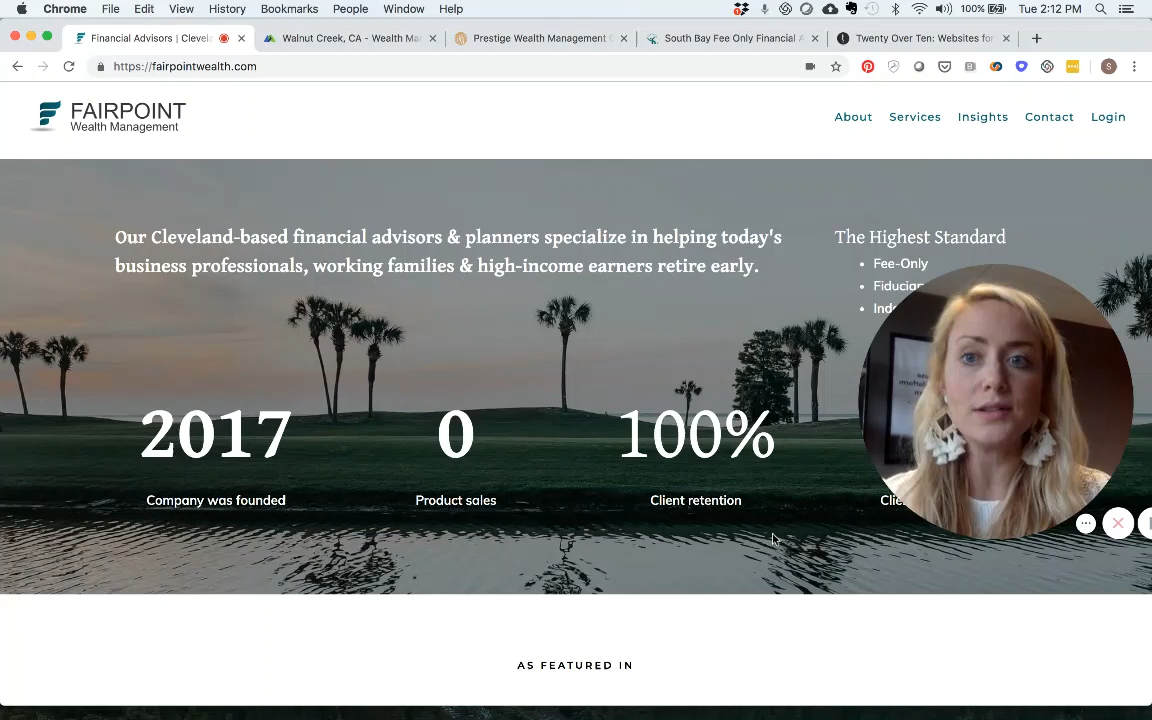 Chrome File Edit View History Bookmarks People Window Help
100% Tue 2:12 PM
Financial Advisors | Clevel
Walnut Creek, CA - Wealth Ma
Prestige Wealth Management
South Bay Fee Only Financial A
Twenty Over Ten: Websites for
https://fairpointwealth.com
S
FAIRPOINT
Wealth Management
About Services Insights Contact Login
Our Cleveland-based financial advisors & planners specialize in helping today's
business professionals, working families & high-income earners retire early.
The Highest Standard
• Fee-Only
• Fiduciar
• Ind
2017
Company was founded
0
Product sales
100%
Client retention
Clie
AS FEATURED IN